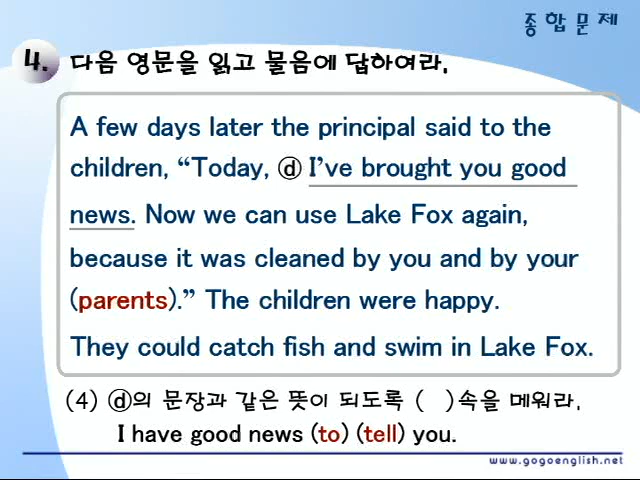 종합문제
4. 다음 영문을 읽고 물음에 답하여라.
A few days later the principal said to the
children, “Today, ⓓ I’ve brought you good
news. Now we can use Lake Fox again,
because it was cleaned by you and by your
(parents).” The children were happy.
They could catch fish and swim in Lake Fox.
(4) ⓓ의 문장과 같은 뜻이 되도록 ( )속을 메워라.
I have good news (to) (tell) you.
www.gogoenglish.net